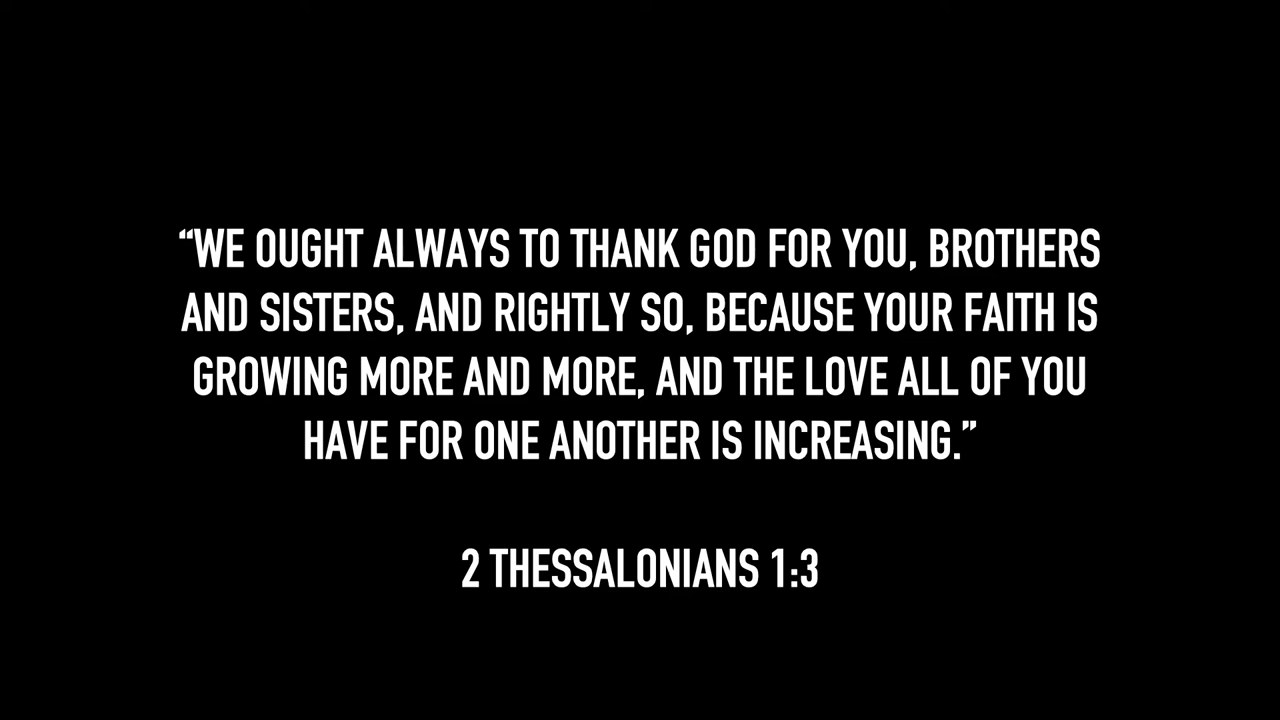 “WE OUGHT ALWAYS TO THANK GOD FOR YOU, BROTHERS
AND SISTERS, AND RIGHTLY SO, BECAUSE YOUR FAITH IS
GROWING MORE AND MORE, AND THE LOVE ALL OF YOU
HAVE FOR ONE ANOTHER IS INCREASING.”
2 THESSALONIANS 1:3